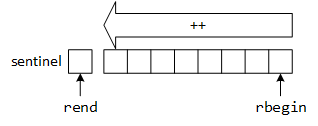 ++
sentinel
rend
rbegin